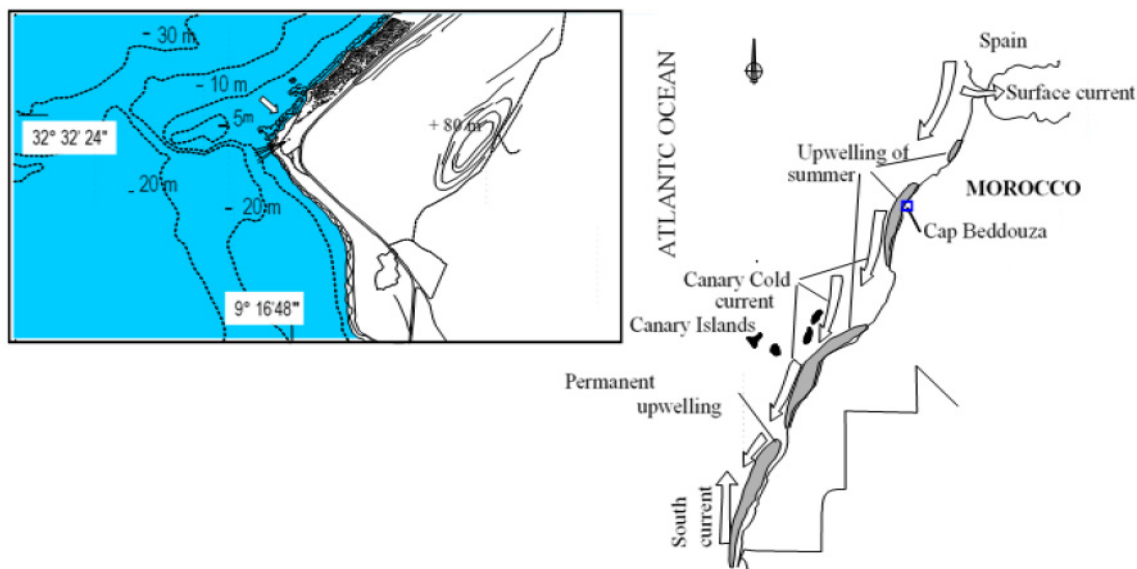 - 30 m
- 10 m
- 5m
32° 32' 24"
+ 80 m
- 20 m
- 20 m
9° 16'48"'
ATLANTC OCEAN
Spain
Surface current
Upwelling of
summer
MOROCCO
Cap Beddouza
Canary Cold
current
Canary Islands
Permanent
upwelling
South
current